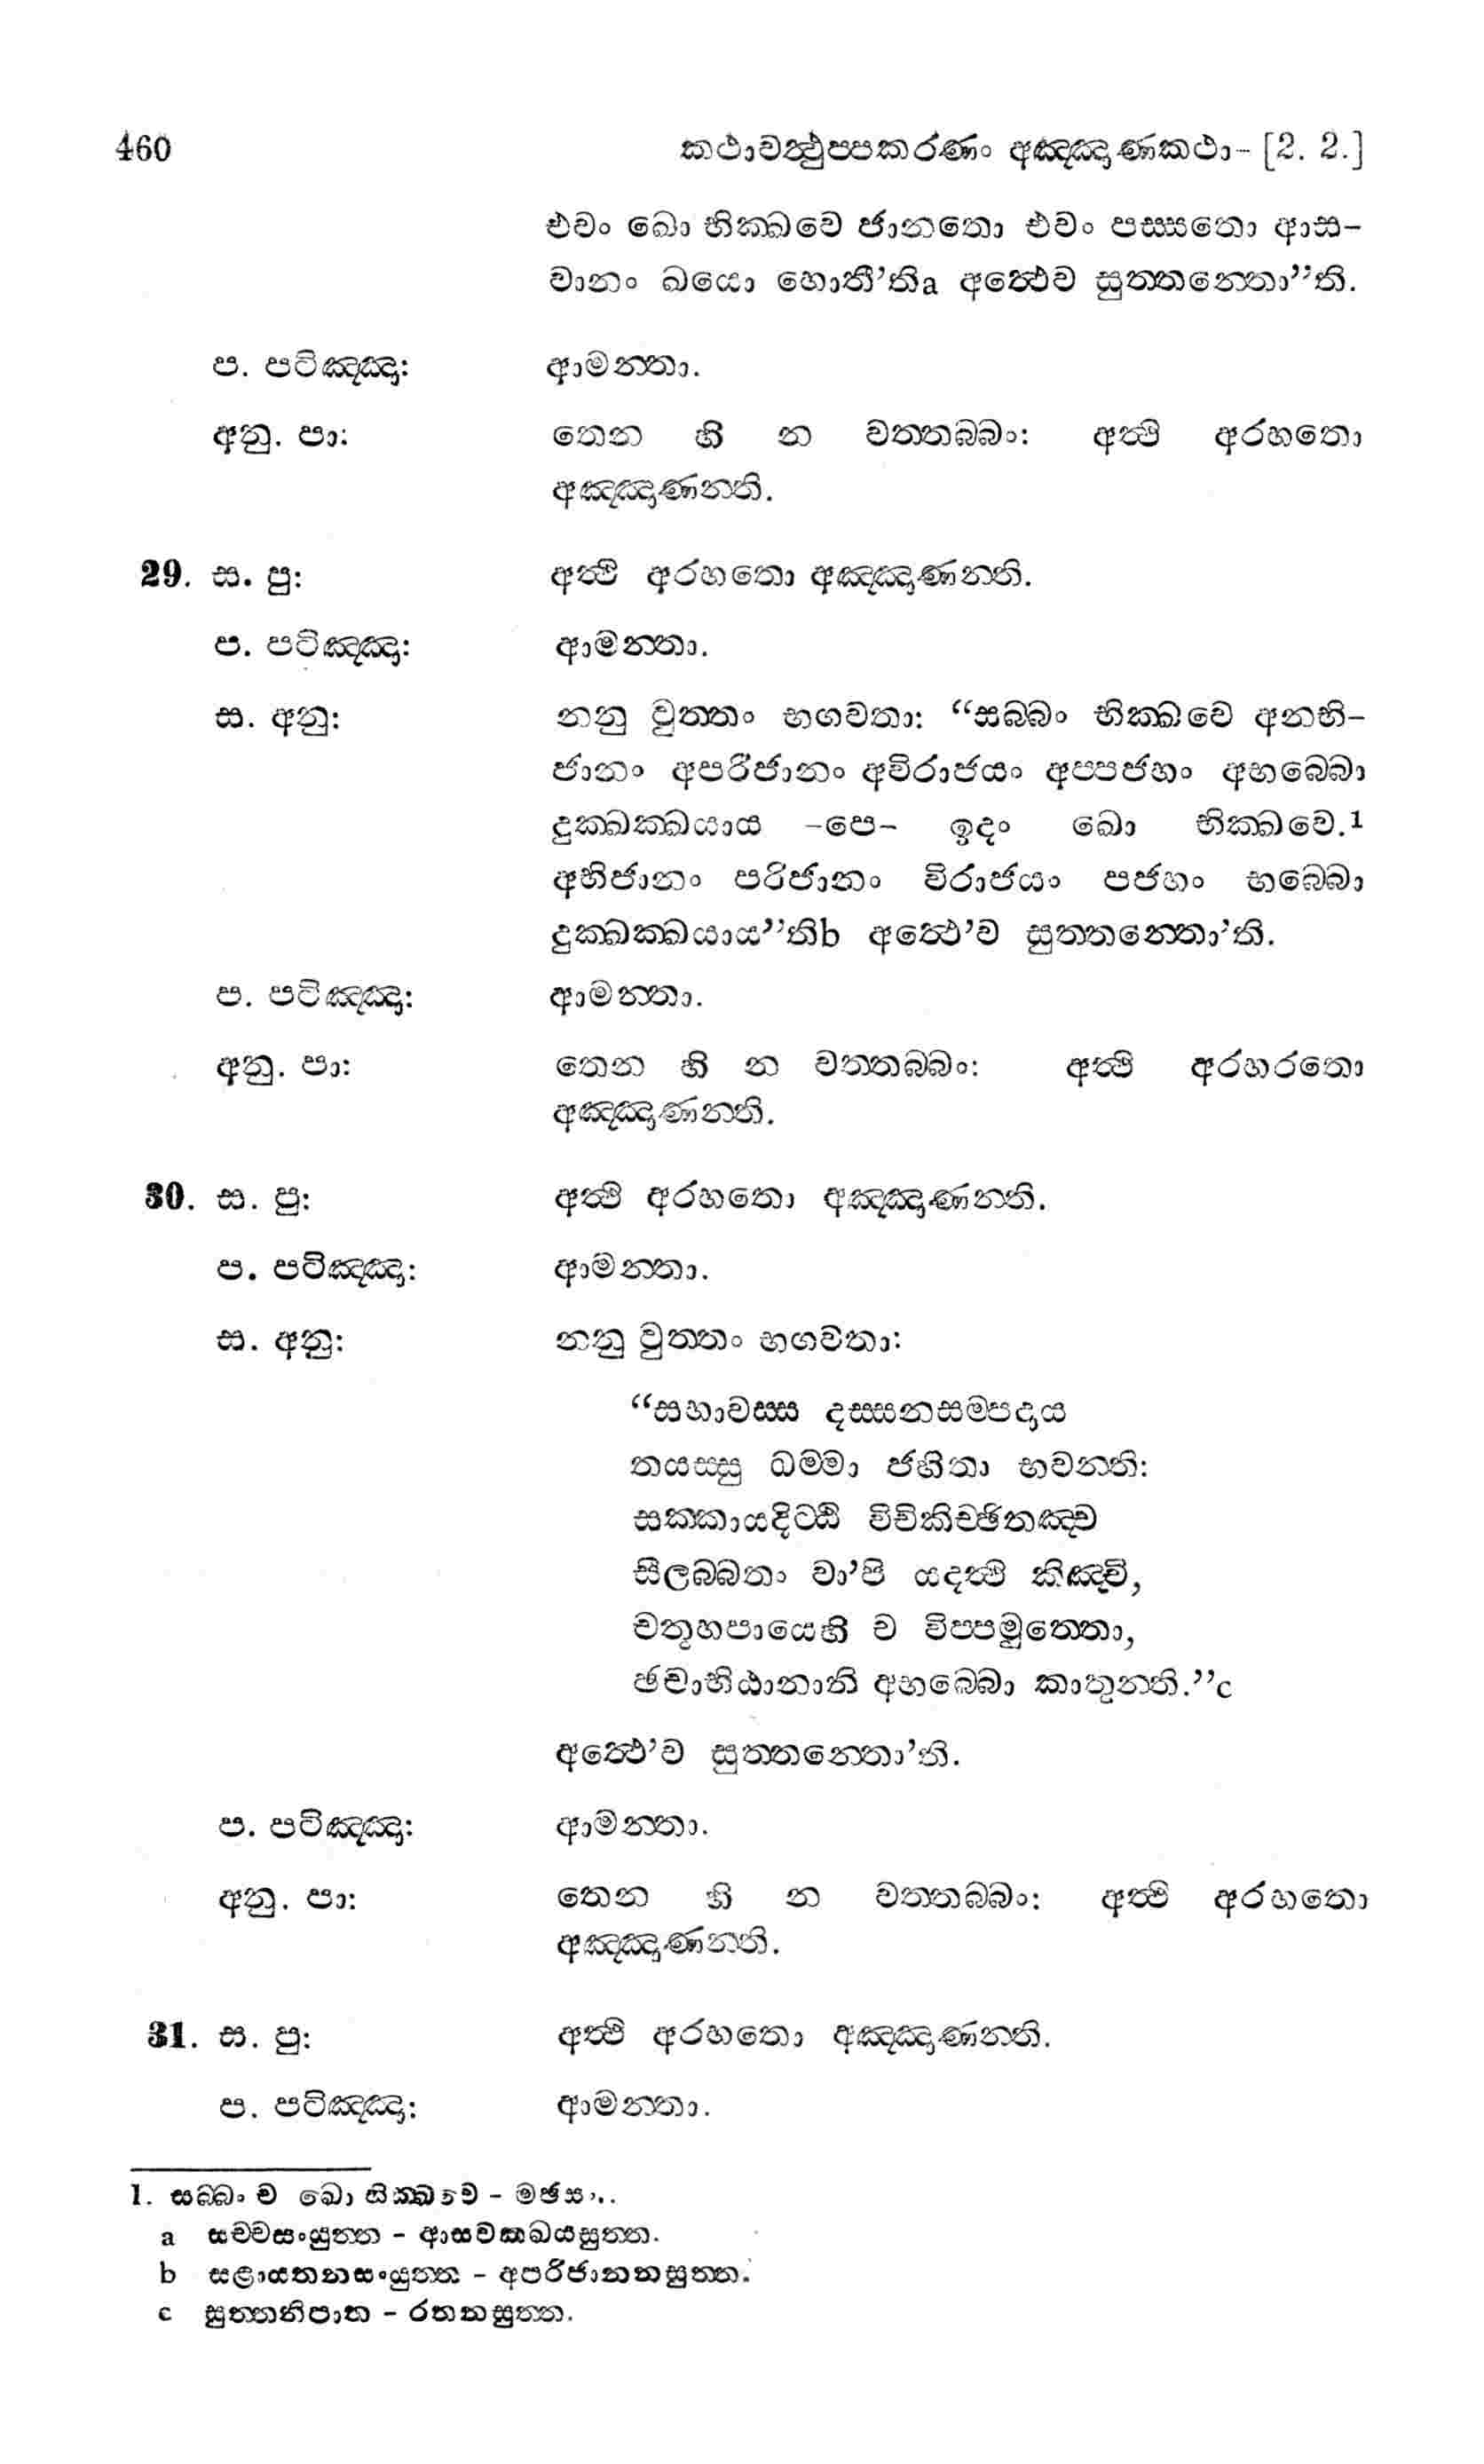 460 කථාවත්ථුප්පකරණං අඤ්ඤාණකථා- [2. 2.]
එවං ඛො භික්ඛවෙ ජානතො එවං පස්සතො ආස-
වානං ඛයො හොතී’තිa අත්ථෙව සුත්තන්තො”ති.
ප. පටිඤ්ඤා: ආමන්තා.
අනු. පා: තෙන හි න වත්තබ්බං: අත්ථි අරහතො
අඤ්ඤාණන්ති.
29. ස. පු: අත්ථි අරහතො අඤ්ඤාණන්ති.
ප. පටිඤ්ඤා: ආමන්තා.
ස. අනු: නනු වුත්තං භගවතා: “සබ්බං භික්ඛවෙ අනභි-
ජානං අපරිජානං අවිරාජයං අප්පජහං අභබ්බො
දුක්ඛක්ඛයාය -පෙ- ඉදං ඛො භික්ඛවෙ.1
අභිජානං පරිජානං විරාජයං පජහං භබ්බො
දුක්ඛක්ඛයාය”තිb අත්ථෙ’ව සුත්තන්තො’ති.
ප. පටිඤ්ඤා: ආමන්තා.
අනු. පා: තෙන හි න වත්තබ්බං: අත්ථි අරහරතො
අඤ්ඤාණන්ති.
30. ස. පු: අත්ථි අරහතො අඤ්ඤාණන්ති.
ප. පටිඤ්ඤා: ආමන්තා.
ස. අනු: නනු වුත්තං භගවතා:
“සහාවස්ස දස්සනසම්පදාය
තයස්සු ධම්මා ජහිතා භවන්ති:
සක්කායදිට්ඨි විචිකිච්ඡිතඤ්ච
සීලබ්බතං වා’පි යදත්ථි කිඤ්චි,
චතූහපායෙහි ච විප්පමුත්තො,
ඡචාභිඨානානි අභබ්බො කාතුන්ති.”c
අත්ථෙ’ව සුත්තන්තො’ති.
ප. පටිඤ්ඤා: ආමන්තා.
අනු. පා: තෙන හි න වත්තබ්බං: අත්ථි අරහතො
අඤ්ඤාණන්ති.
31. ස. පු: අත්ථි අරහතො අඤ්ඤාණන්ති.
ප. පටිඤ්ඤා: ආමන්තා.
1. සබ්බං ච ඛො භික්ඛවෙ - මඡසං.
a සච්චසංයුත්ත - ආසවක්ඛයසුත්ත.
b සළායතනසංයුත්ත - අපරිජානනසුත්ත.
c සුත්තනිපාත - රතනසුත්ත.